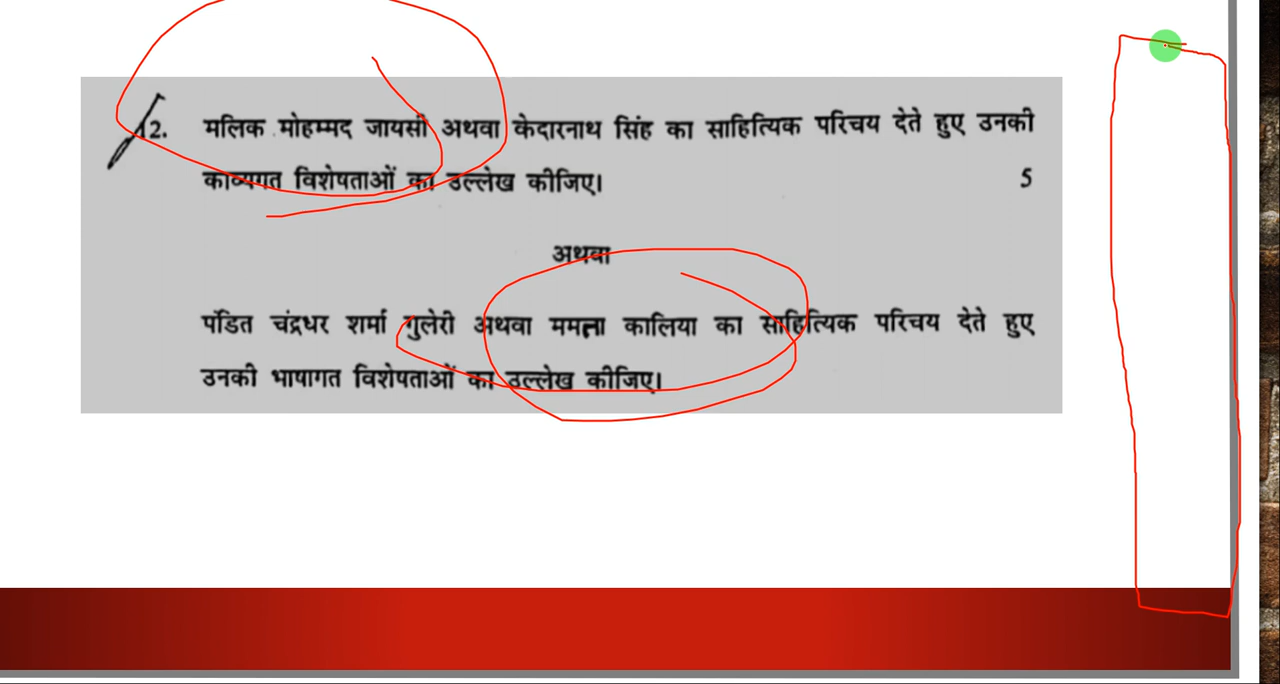 12. मलिक मोहम्मद जायसी अथवा केदारनाथ सिंह का साहित्यिक परिचय देते हुए उनकी
काव्यगत विशेषताओं का उल्लेख कीजिए। 5
अथवा
पंडित चंद्रधर शर्मा गुलेरी अथवा ममता कालिया का साहित्यिक परिचय देते हुए
उनकी भाषागत विशेषताओं का उल्लेख कीजिए।